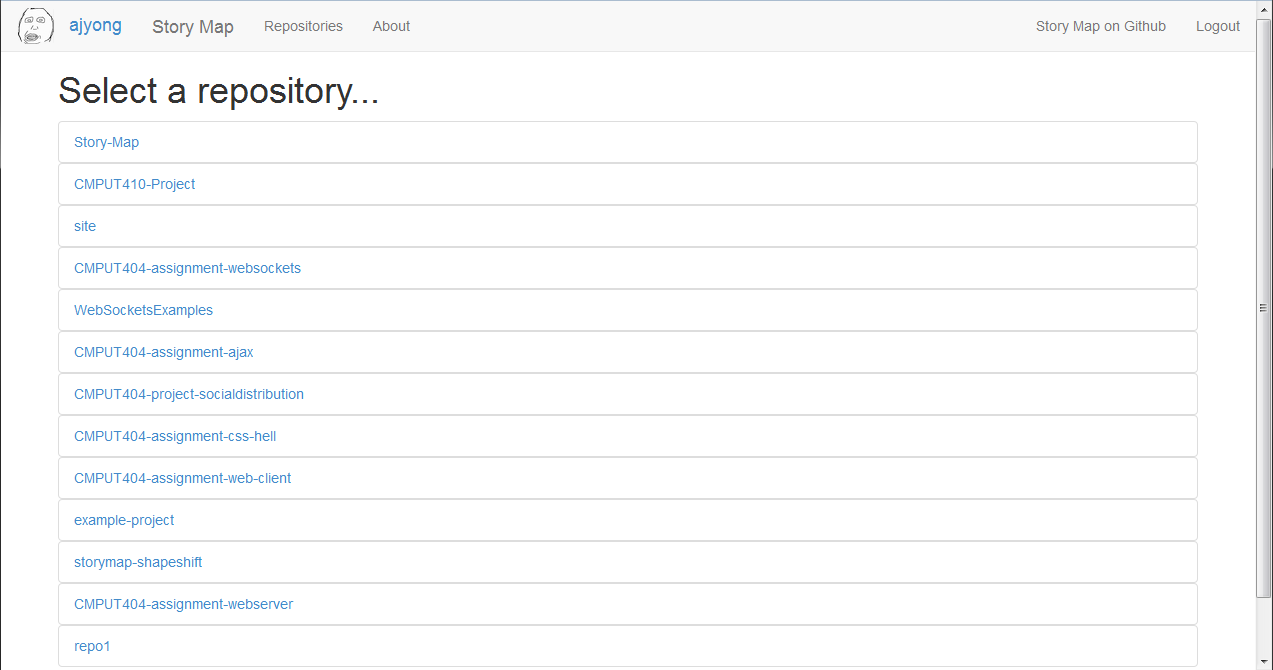 ajyong Story Map Repositories About Story Map on Github Logout
Select a repository...
Story-Map
CMPUT410-Project
site
CMPUT404-assignment-websockets
WebSocketsExamples
CMPUT404-assignment-ajax
CMPUT404-project-socialdistribution
CMPUT404-assignment-css-hell
CMPUT404-assignment-web-client
example-project
storymap-shapeshift
CMPUT404-assignment-webserver
repo1